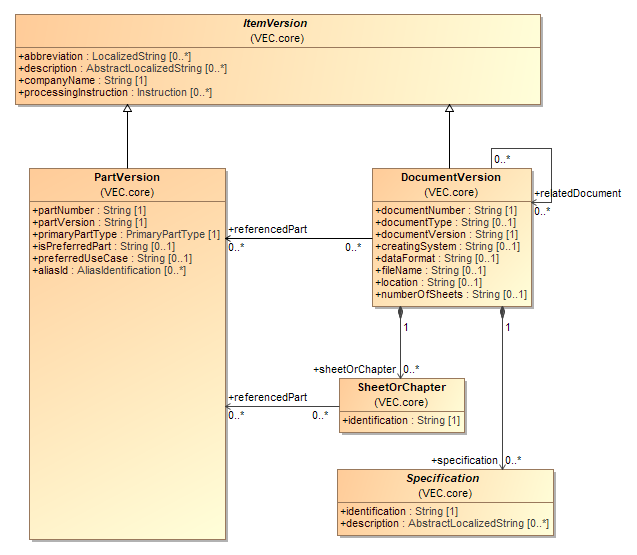 ItemVersion
(VEC.core)
+abbreviation : LocalizedString [0..*]
+description : AbstractLocalizedString [0..*]
+companyName : String [1]
+processingInstruction : Instruction [0..*]
PartVersion
(VEC.core)
+partNumber : String [1]
+partVersion : String [1]
+primaryPartType : PrimaryPartType [1]
+isPreferredPart : String [0..1]
+preferredUseCase : String [0..1]
+aliasId : AliasIdentification [0..*]
DocumentVersion
(VEC.core)
+documentNumber : String [1]
+documentType : String [0..1]
+documentVersion : String [1]
+creatingSystem : String [0..1]
+dataFormat : String [0..1]
+fileName : String [0..1]
+location : String [0..1]
+numberOfSheets : String [0..1]
0..*
+relatedDocument
0..*
+referencedPart
0..*
0..*
1
1
+sheetOrChapter
0..*
SheetOrChapter
(VEC.core)
+identification : String [1]
+referencedPart
0..*
0..*
+specification
0..*
Specification
(VEC.core)
+identification : String [1]
+description : AbstractLocalizedString [0..*]